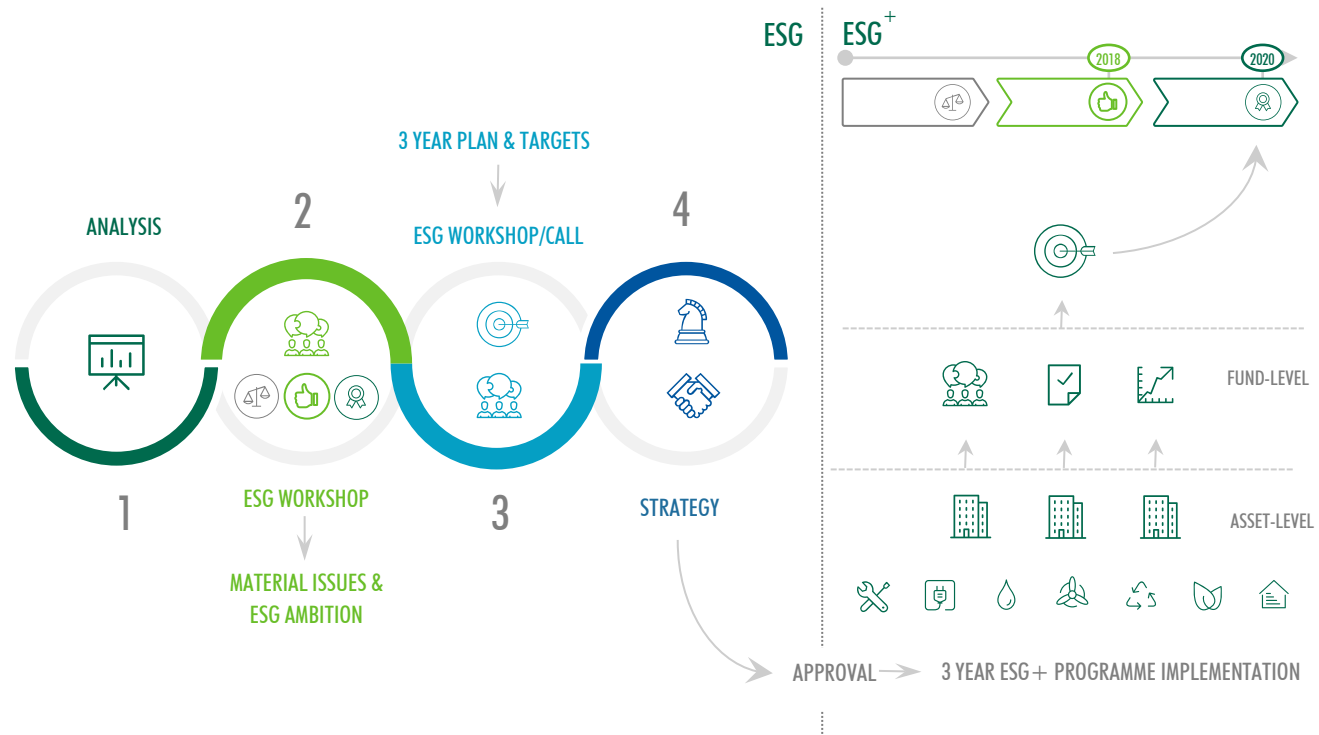 ESG
ESG+
2018
2020
3 YEAR PLAN & TARGETS
2
4
ANALYSIS
ESG WORKSHOP/CALL
FUND-LEVEL
1
ESG WORKSHOP
3
STRATEGY
ASSET-LEVEL
MATERIAL ISSUES &
ESG AMBITION
APPROVAL
3 YEAR ESG+ PROGRAMME IMPLEMENTATION